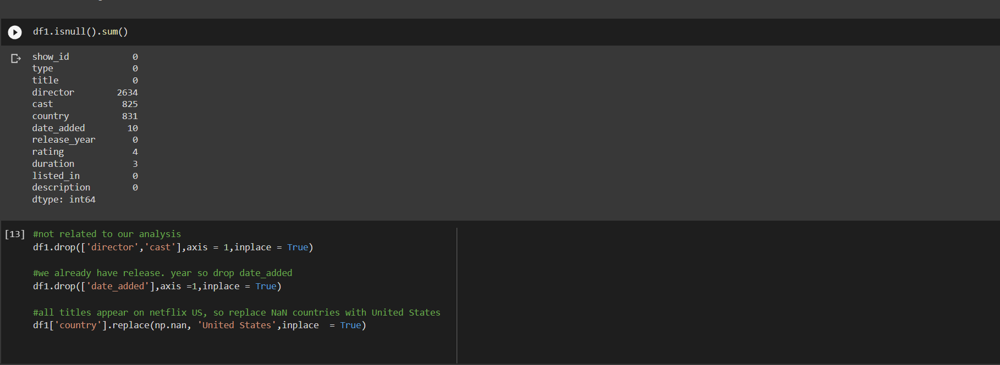 df1.isnull().sum()
show_id 0
type 0
title 0
director 2634
cast 825
country 831
date_added 10
release_year 0
rating 4
duration 3
listed_in 0
description 0
dtype: int64
[13] #not related to our analysis
df1.drop(['director','cast'],axis = 1,inplace = True)
#we already have release. year so drop date_added
df1.drop(['date_added'],axis =1,inplace = True)
#all titles appear on netflix US, so replace NaN countries with United States
df1['country'].replace(np.nan, 'United States',inplace  = True)